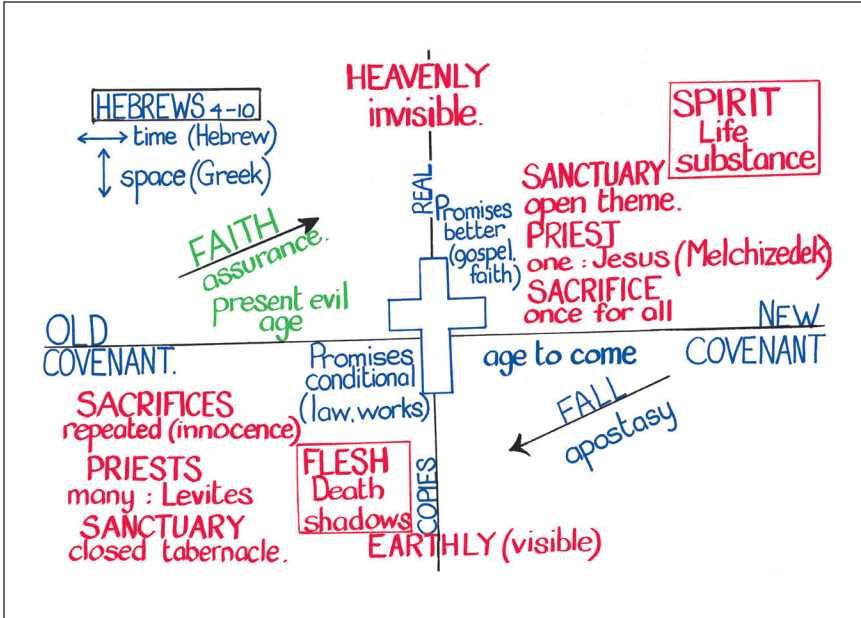 HEBREWS 4-10
time (Hebrew)
space (Greek)
HEAVENLY
invisible.
SPIRIT
Life
substance
REAL
FAITH
assurance.
present evil
age
Promises
better
(gospel,
faith)
SANCTUARY
open theme.
PRIEST
one : Jesus (Melchizedek)
SACRIFICE
once for all
OLD
COVENANT.
NEW
COVENANT
age to come
Promises
conditional
(law, works)
FALL
apostasy
SACRIFICES
repeated (innocence)
PRIESTS
many : Levites
SANCTUARY
closed tabernacle.
FLESH
Death
shadows
COPIES
EARTHLY (visible)